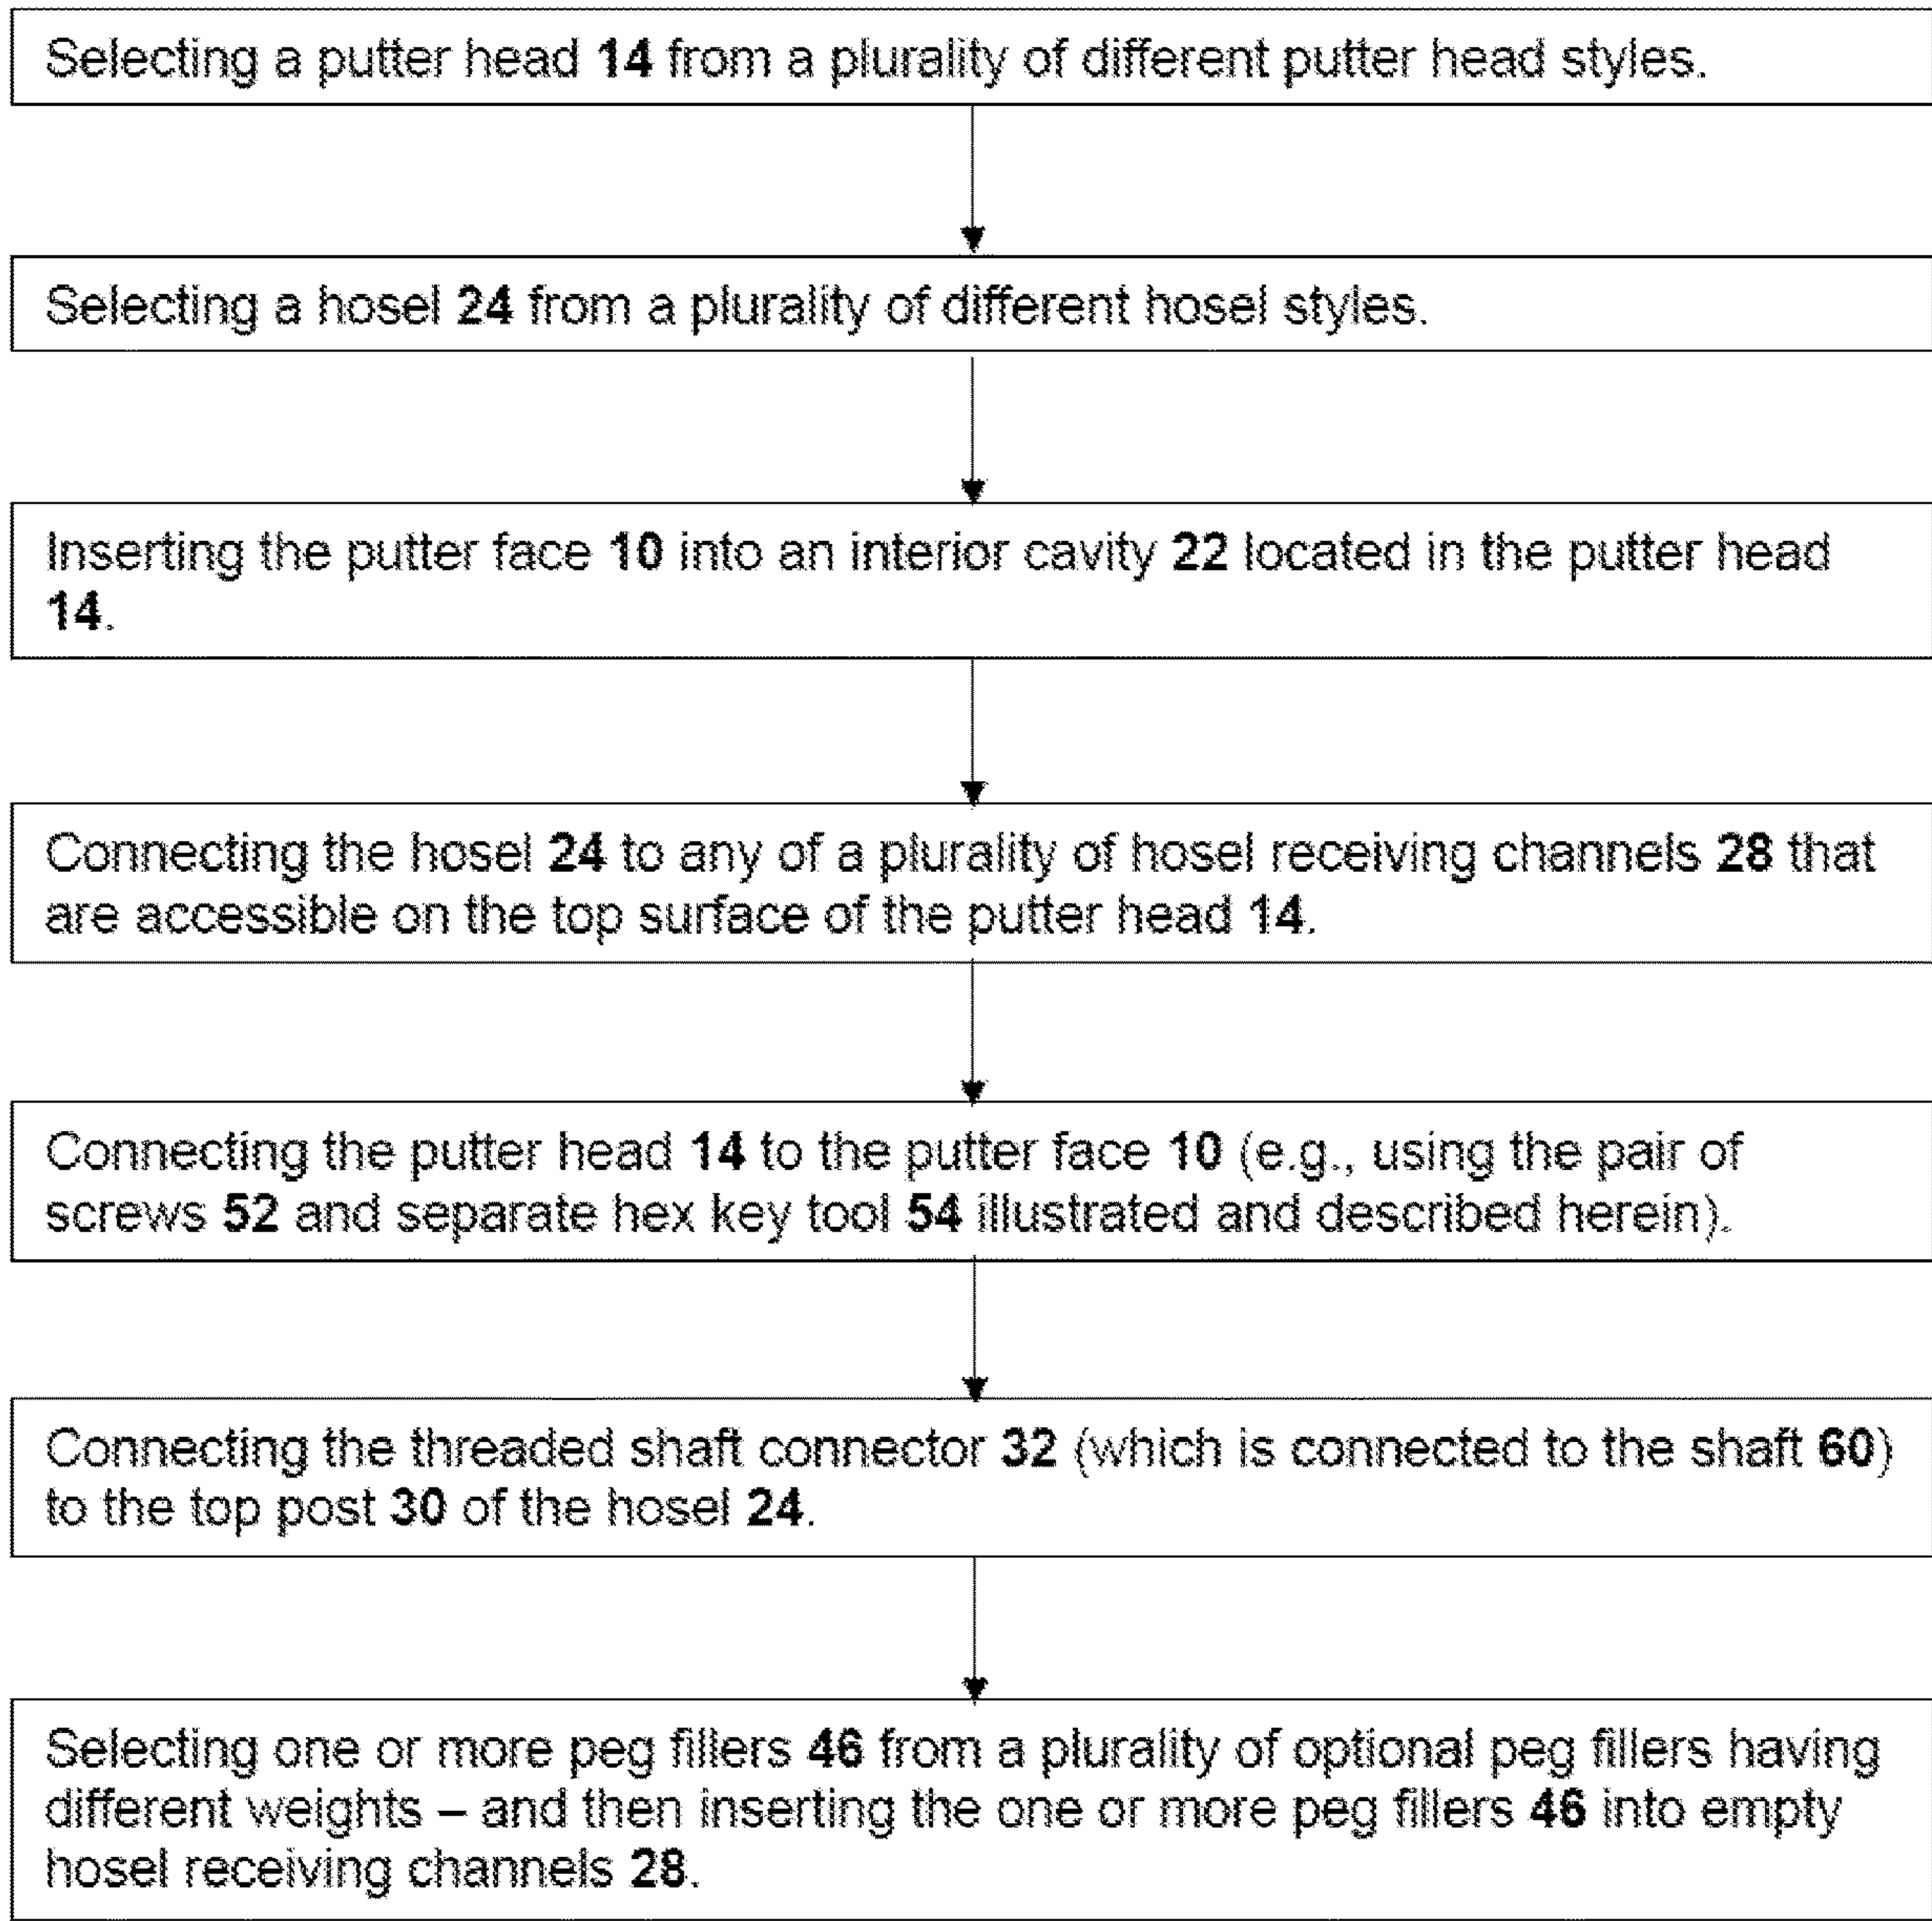 Selecting a putter head 14 from a plurality of different putter head styles.
Selecting a hosel 24 from a plurality of different hosel styles.
Inserting the putter face 10 into an interior cavity 22 located in the putter head
14.
Connecting the hosel 24 to any of a plurality of hosel receiving channels 28 that
are accessible on the top surface of the putter head 14.
Connecting the putter head 14 to the putter face 10 (e.g., using the pair of
screws 52 and separate hex key tool 54 illustrated and described herein).
Connecting the threaded shaft connector 32 (which is connected to the shaft 60)
to the top post 30 of the hosel 24.
Selecting one or more peg fillers 46 from a plurality of optional peg fillers having
different weights – and then inserting the one or more peg fillers 46 into empty
hosel receiving channels 28.